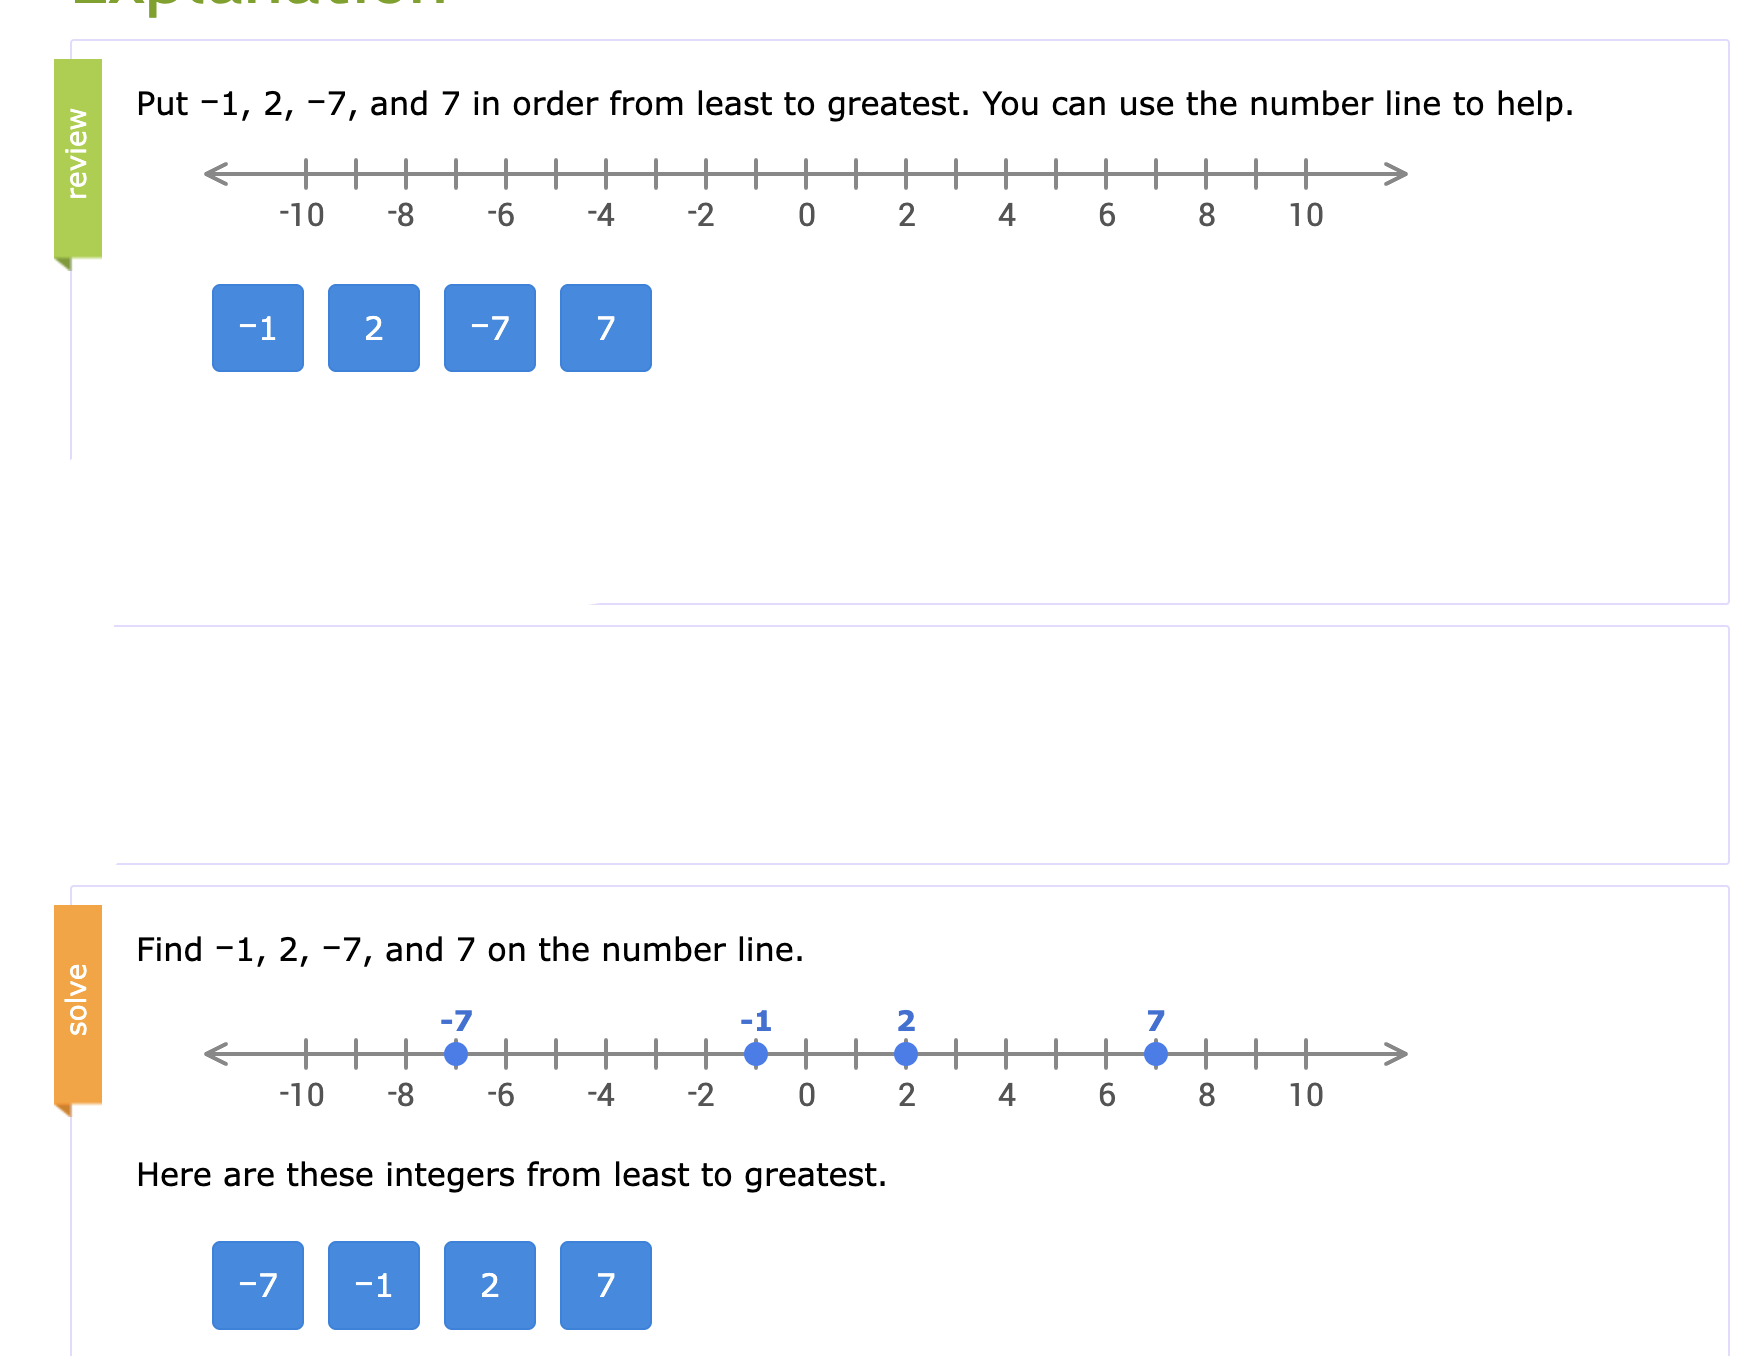 Explanation
review
Put −1, 2, −7, and 7 in order from least to greatest. You can use the number line to help.
-10 -8 -6 -4 -2 0 2 4 6 8 10
−1 2 −7 7
solve
Find −1, 2, −7, and 7 on the number line.
-7 -1 2 7
-10 -8 -6 -4 -2 0 2 4 6 8 10
Here are these integers from least to greatest.
−7 −1 2 7